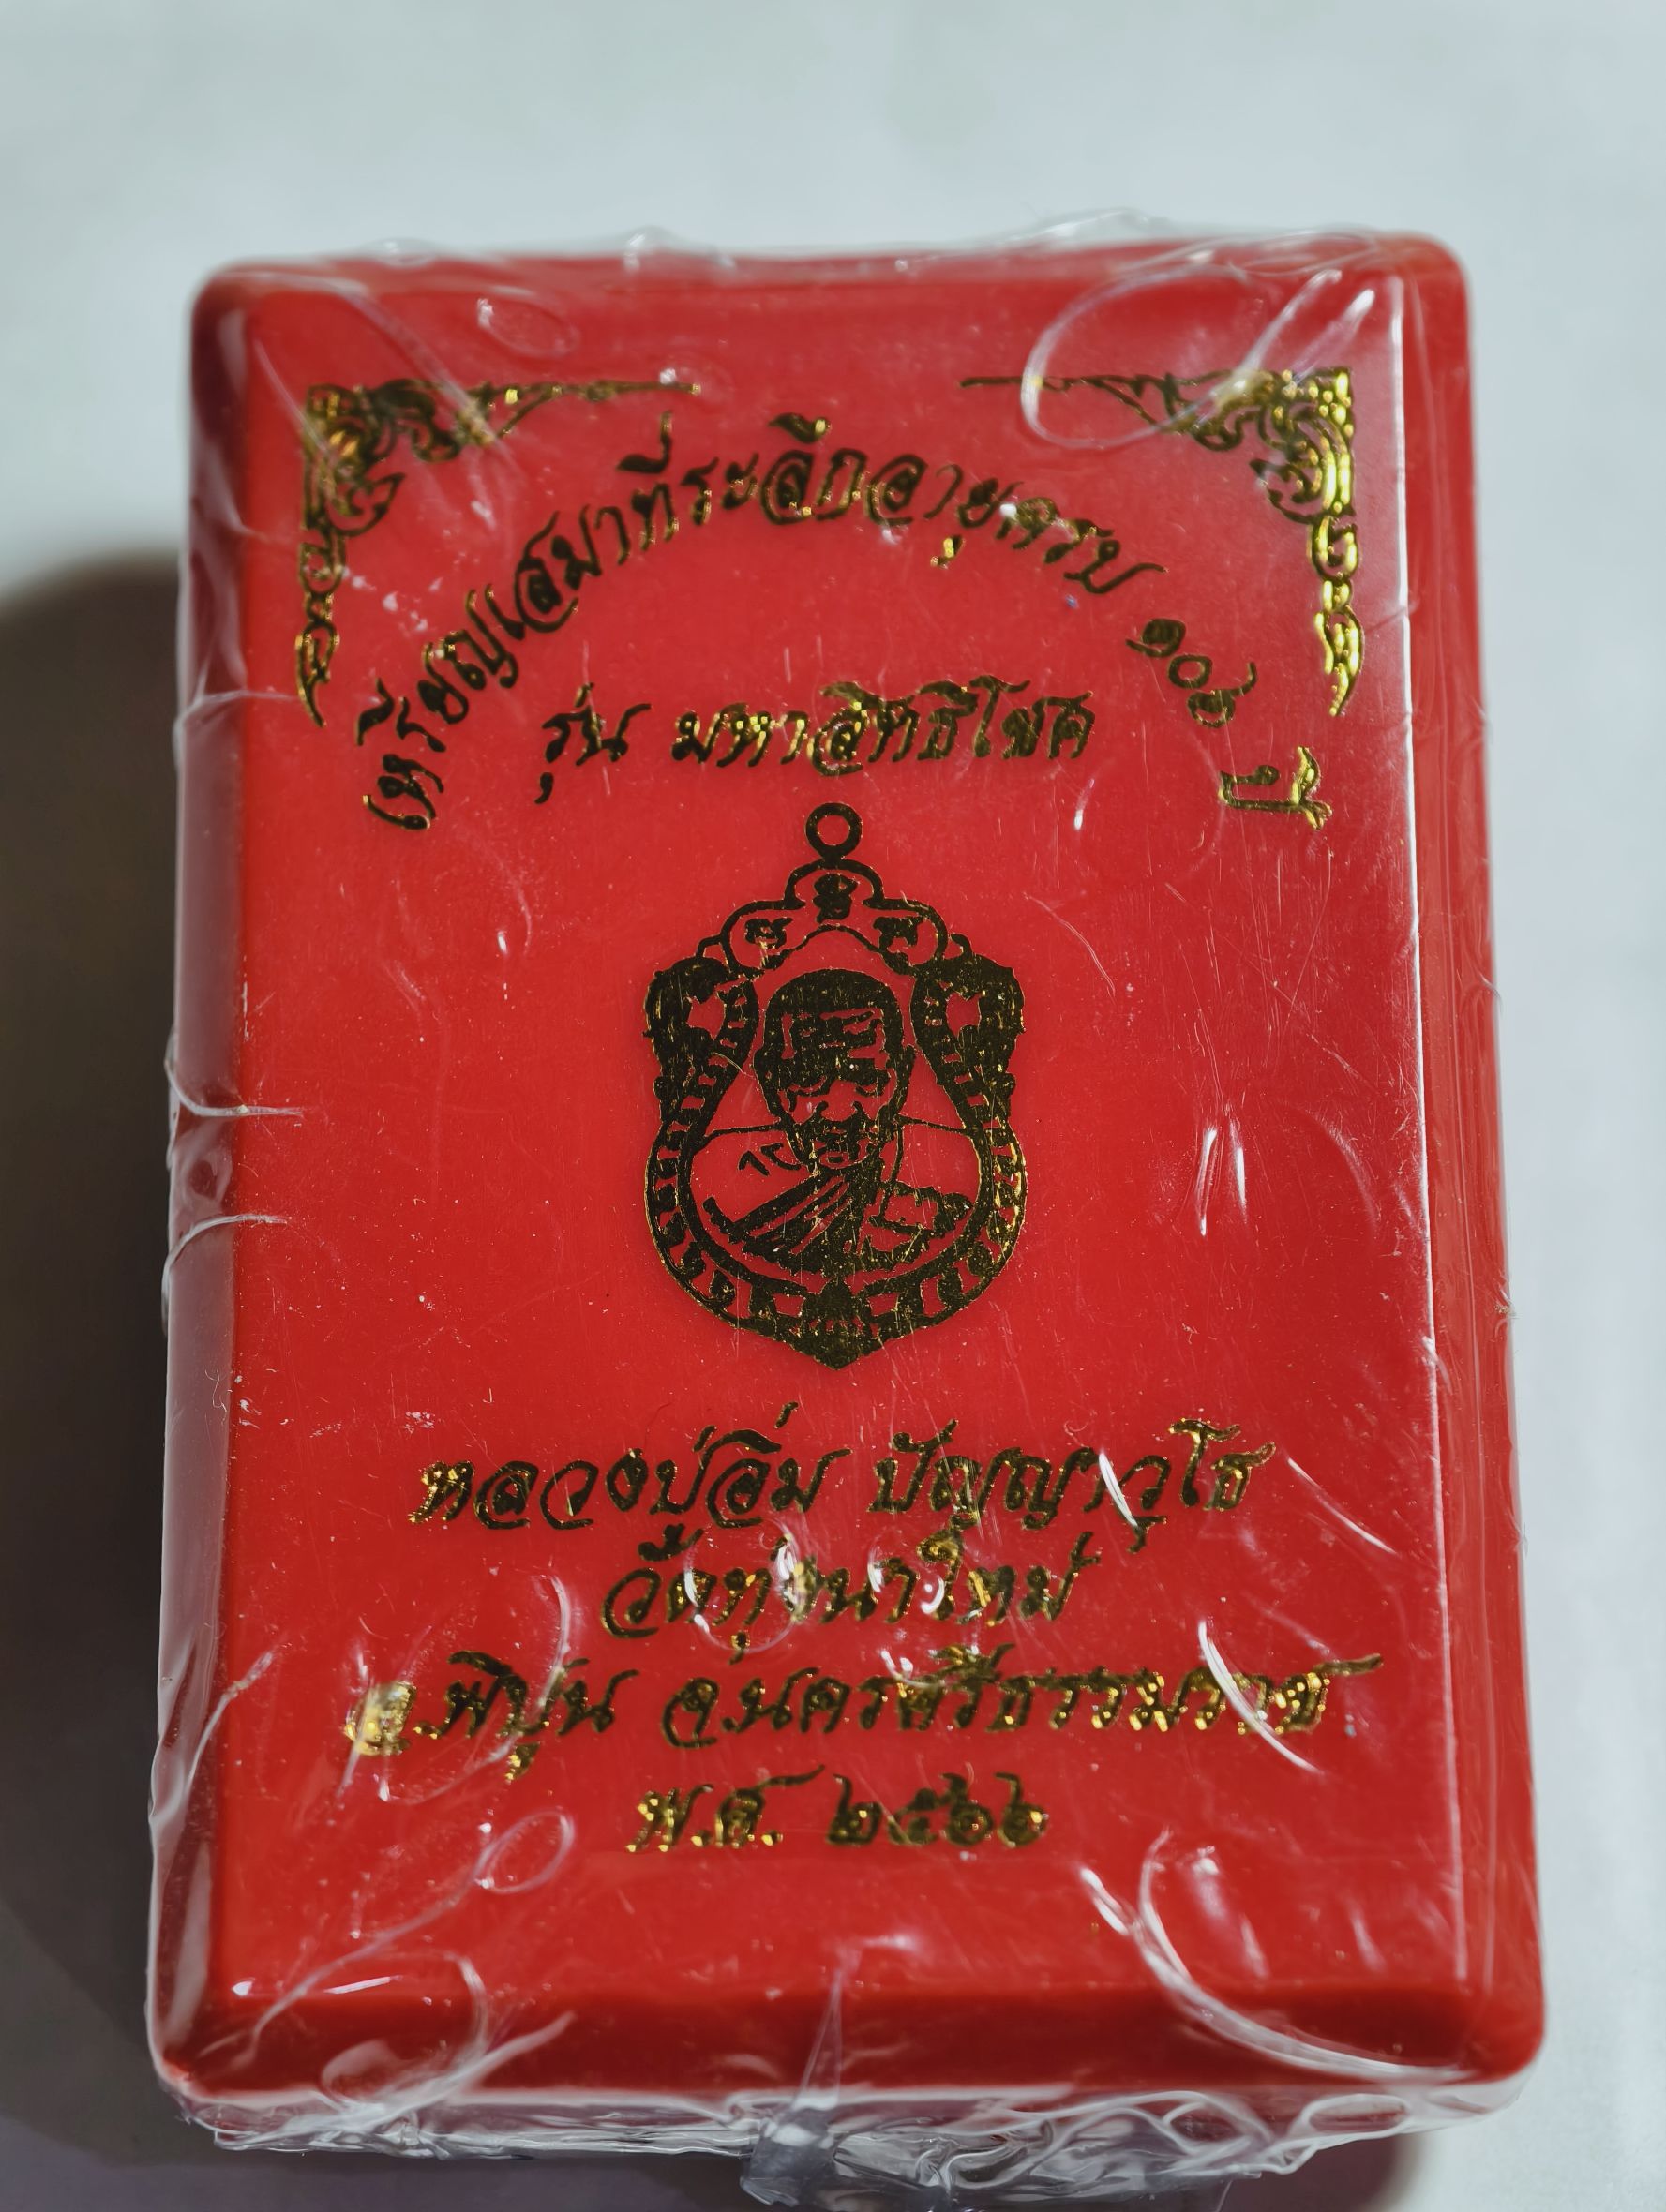 เหรียญเสมาที่ระลึกอายุครบ ๑๐๖ ปี
รุ่น มหาสิทธิโชค
หลวงปู่อิ่ม ปัญญาวุโธ
วัดทุ่งนาใหม่
อ.พิปูน จ.นครศรีธรรมราช
พ.ศ. ๒๕๖๖